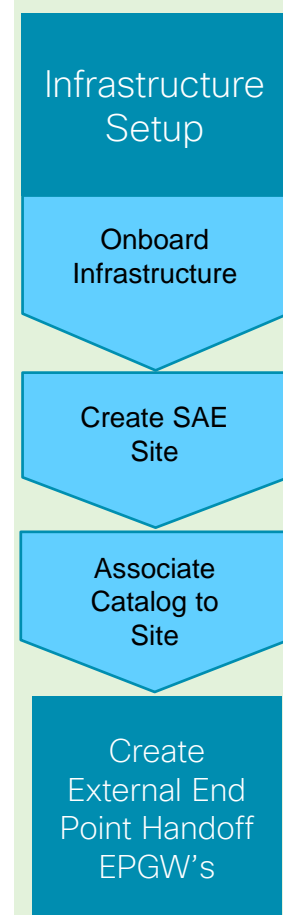 Infrastructure
Setup
Onboard
Infrastructure
Create SAE
Site
Associate
Catalog to
Site
Create
External End
Point Handoff
EPGW's